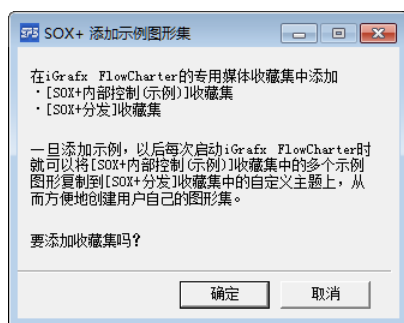 SOX+ 添加示例图形集
在iGrafx FlowCharter的专用媒体收藏集中添加
・[SOX+内部控制(示例)]收藏集
・[SOX+分发]收藏集
一旦添加示例，以后每次启动iGrafx FlowCharter时
就可以将[SOX+内部控制(示例)]收藏集中的多个示例
图形复制到[SOX+分发]收藏集中的自定义主题上，从
而方便地创建用户自己的图形集。
要添加收藏集吗？
确定
取消